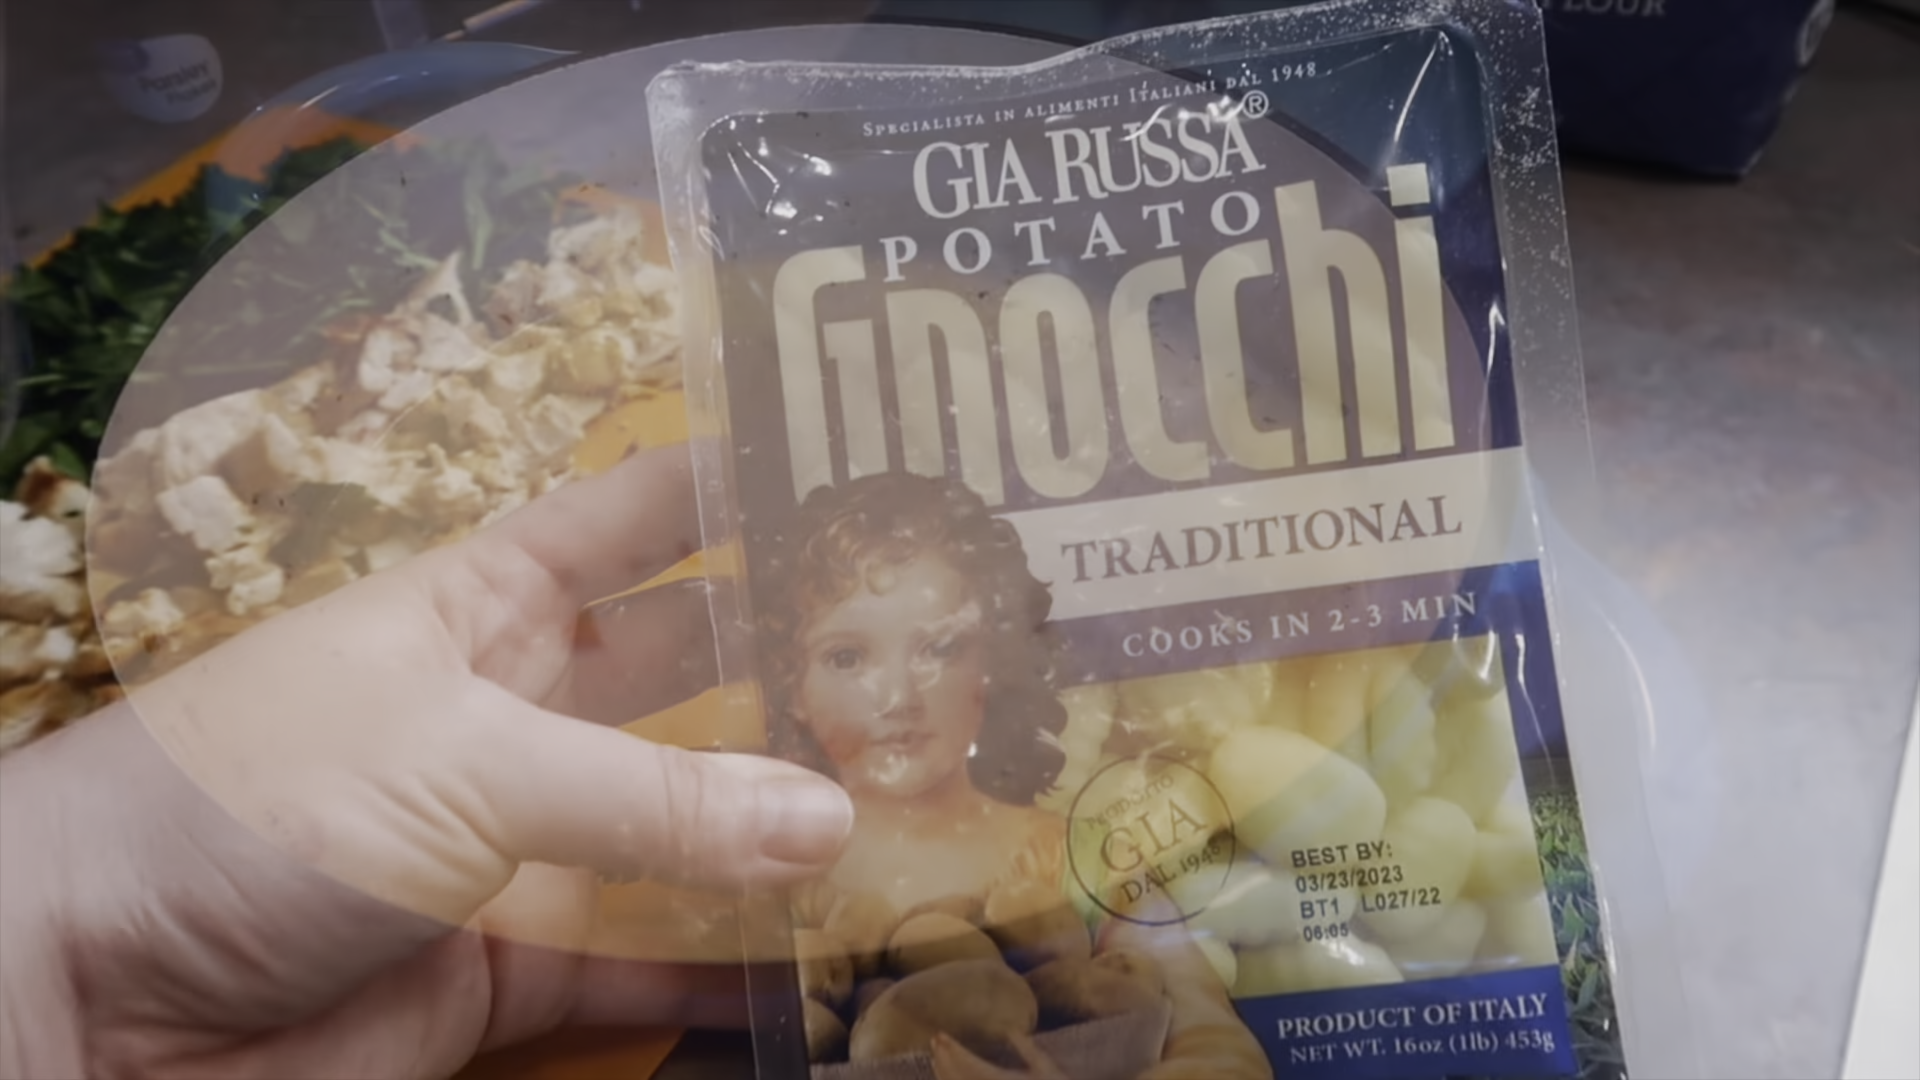 FLOUR
SPECIALISTA IN ALIMENTI ITALIANI DAL 1948
GIA RUSSA®
POTATO
Gnocchi
TRADITIONAL
COOKS IN 2-3 MIN
PRODOTTO
GIA
DAL 1948
BEST BY:
03/23/2023
BT1 L027/22
06:05
PRODUCT OF ITALY
NET WT. 16oz (1lb) 453g